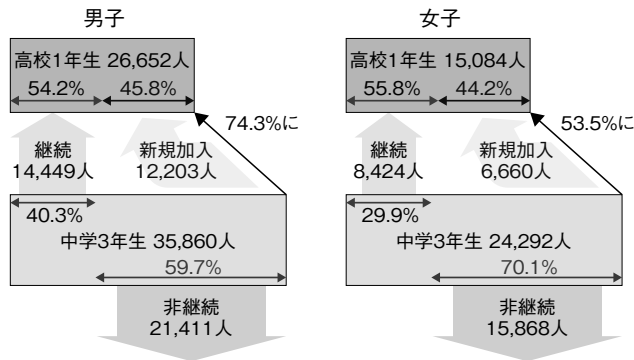 男子
高校1年生 26,652人
54.2%
45.8%
74.3%に
継続
14,449人
新規加入
12,203人
40.3%
中学3年生 35,860人
59.7%
非継続
21,411人
女子
高校1年生 15,084人
55.8%
44.2%
53.5%に
継続
8,424人
新規加入
6,660人
29.9%
中学3年生 24,292人
70.1%
非継続
15,868人